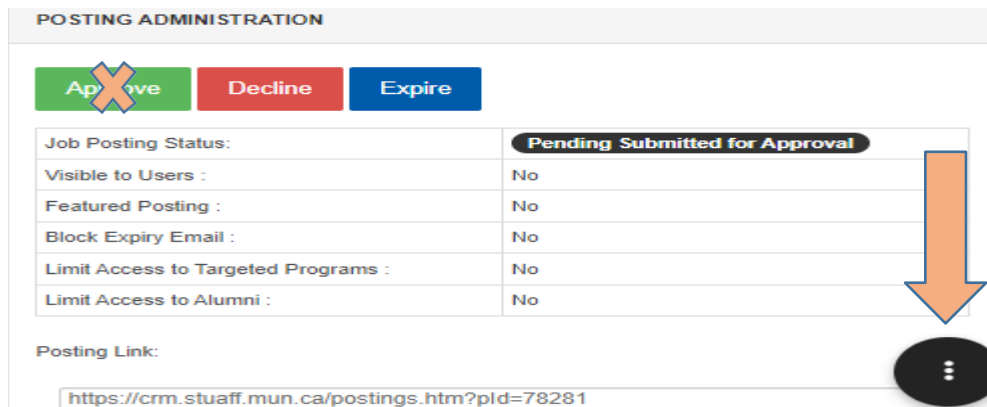 POSTING ADMINISTRATION
Decline Expire
Job Posting Status: Pending Submitted for Approval
Visible to Users : No
Featured Posting : No
Block Expiry Email : No
Limit Access to Targeted Programs : No
Limit Access to Alumni : No
Posting Link:
https://crm.stuaff.mun.ca/postings.htm?pId=78281